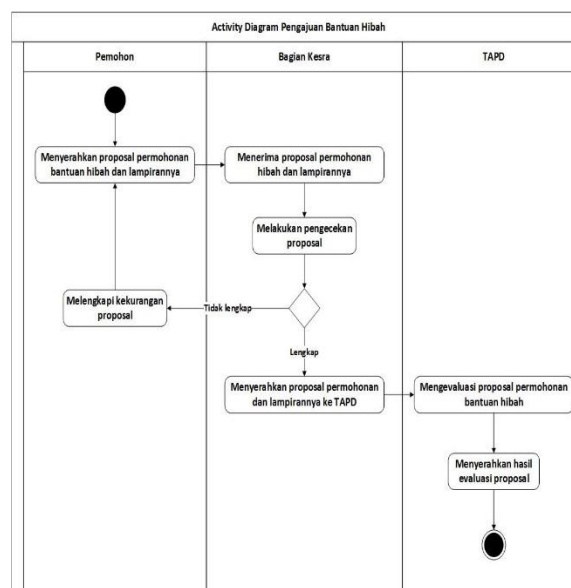 Activity Diagram Pengajuan Bantuan Hibah
Pemohon
Bagian Kesra
TAPD
Menyerahkan proposal permohonan
bantuan hibah dan lampirannya
Menerima proposal permohonan
hibah dan lampirannya
Melakukan pengecekan
proposal
Melengkapi kekurangan
proposal
Tidak lengkap
Lengkap
Menyerahkan proposal permohonan
dan lampirannya ke TAPD
Mengevaluasi proposal permohonan
bantuan hibah
Menyerahkan hasil
evaluasi proposal